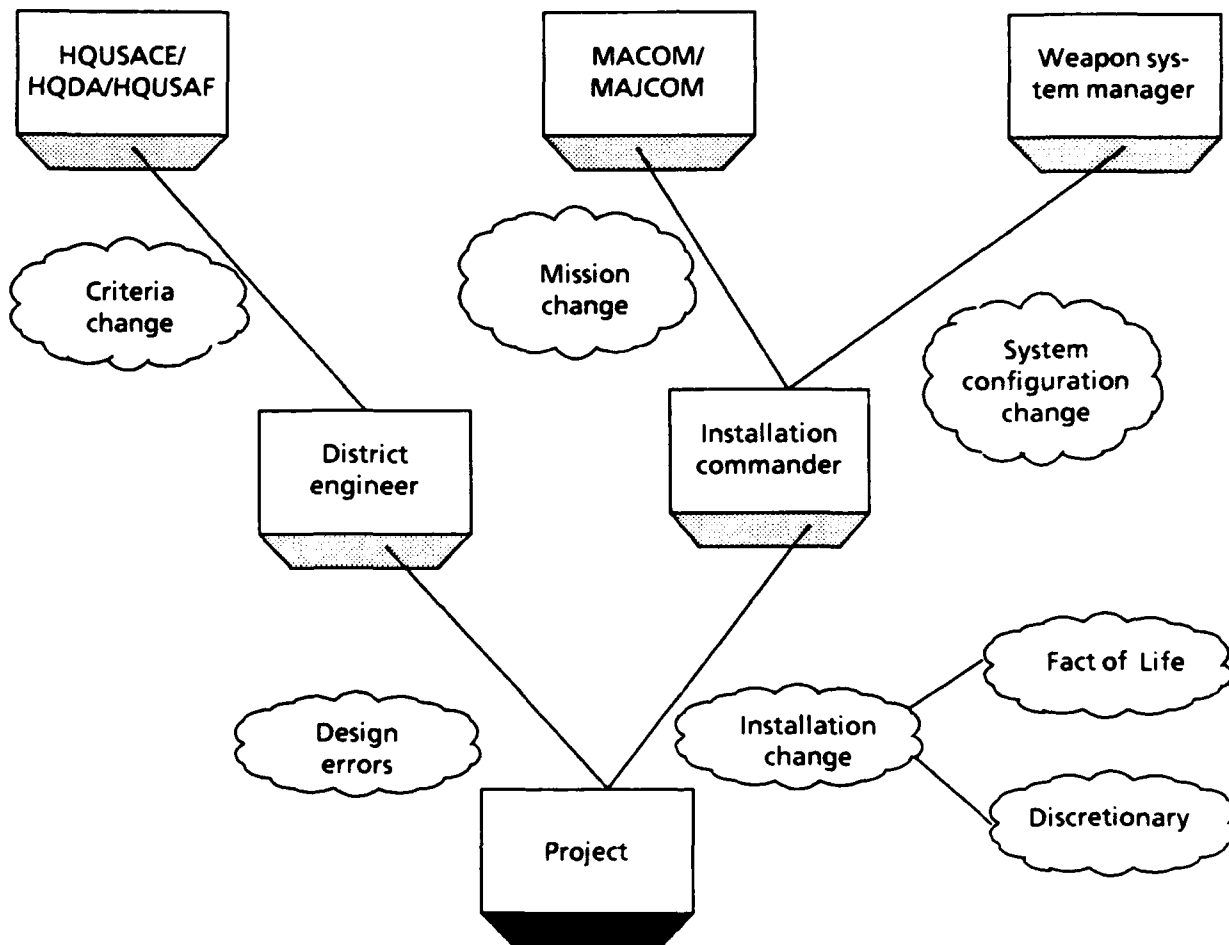 HQUSACE/
HQDA/HQUSAF
MACOM/
MAJCOM
Weapon sys-
tem manager
Criteria
change
Mission
change
System
configuration
change
District
engineer
Installation
commander
Design
errors
Installation
change
Fact of Life
Discretionary
Project